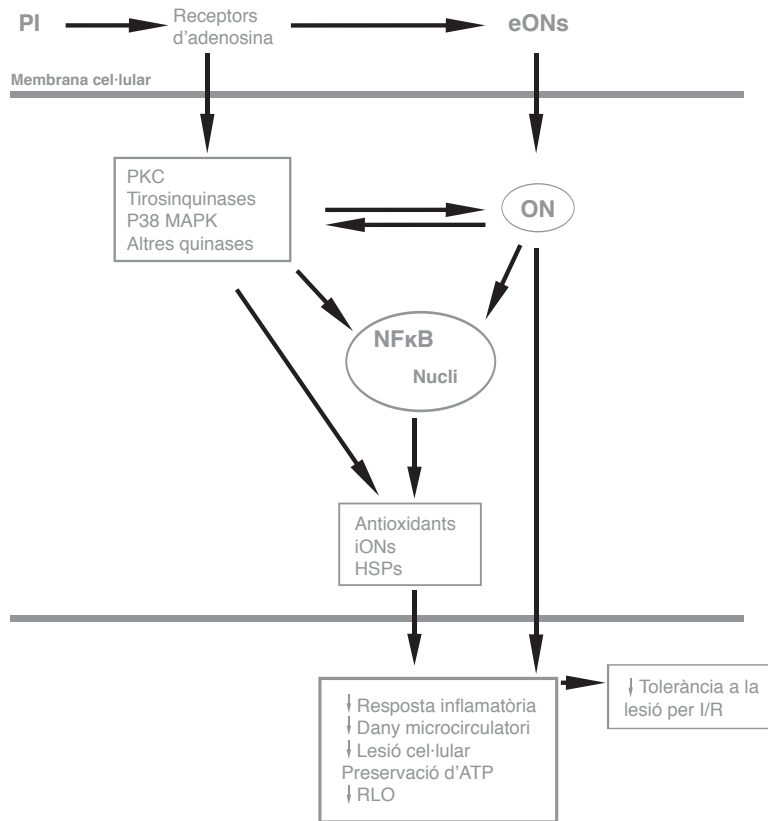 PI
Receptors
d’adenosina
eONs
Membrana cel·lular
PKC
Tirosinquinases
P38 MAPK
Altres quinases
ON
NFκB
Nucli
Antioxidants
iONs
HSPs
↓ Resposta inflamatòria
↓ Dany microcirculatori
↓ Lesió cel·lular
Preservació d’ATP
↓ RLO
↓ Tolerància a la
lesió per I/R